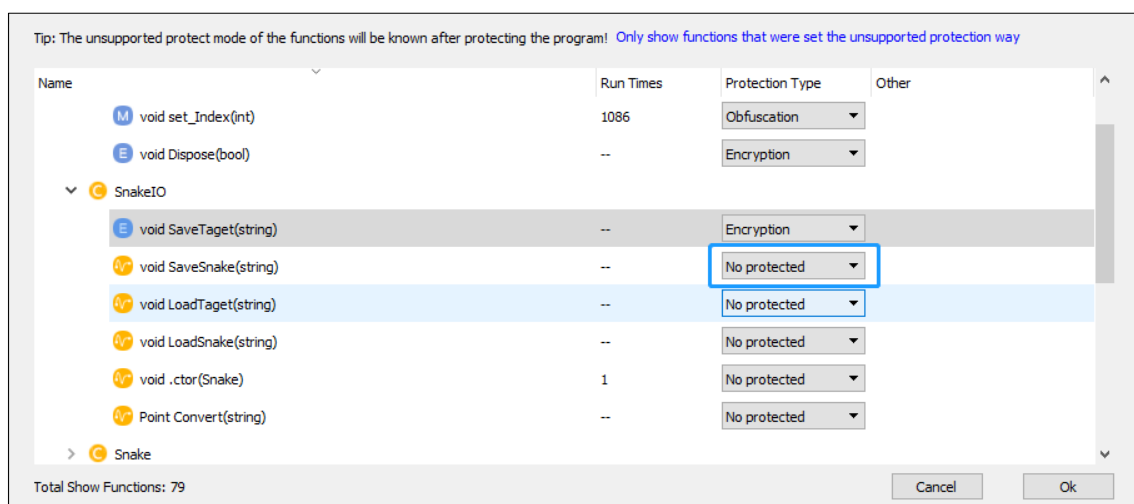 Tip: The unsupported protect mode of the functions will be known after protecting the program! Only show functions that were set the unsupported protection way
Name Run Times Protection Type Other
M void set_Index(int) 1086 Obfuscation
E void Dispose(bool) -- Encryption
C SnakeIO
E void SaveTaget(string) -- Encryption
void SaveSnake(string) -- No protected
void LoadTaget(string) -- No protected
void LoadSnake(string) -- No protected
void .ctor(Snake) 1 No protected
Point Convert(string) -- No protected
C Snake
Total Show Functions: 79 Cancel Ok